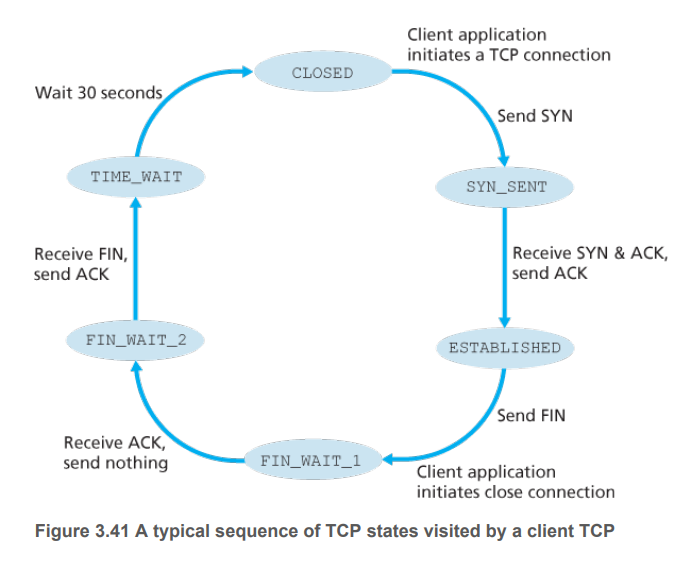 Client application
initiates a TCP connection
CLOSED
Wait 30 seconds
Send SYN
TIME_WAIT
SYN_SENT
Receive FIN,
send ACK
Receive SYN & ACK,
send ACK
FIN_WAIT_2
ESTABLISHED
Send FIN
Receive ACK,
send nothing
FIN_WAIT_1
Client application
initiates close connection
Figure 3.41 A typical sequence of TCP states visited by a client TCP